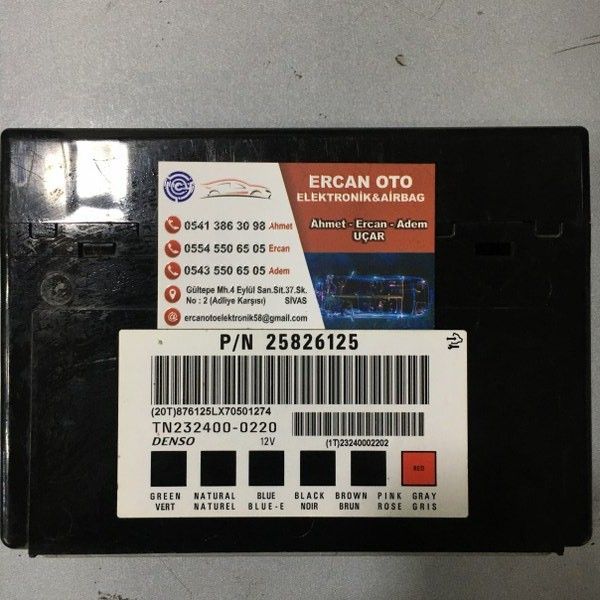 ERCAN OTO
ELEKTRONİK&AİRBAG
0541 386 30 98 Ahmet
0554 550 65 05 Ercan
0543 550 65 05 Adem
Gültepe Mh.4 Eylül San.Sit.37.Sk.
No : 2 (Adliye Karşısı) SİVAS
ercanotoelektronik58@gmail.com
Ahmet - Ercan - Adem
UÇAR
P/N 25826125
(20T)876125LX70501274
TN232400-0220
DENSO 12V
(1T)23240002202
RED
GREEN NATURAL BLUE BLACK BROWN PINK GRAY
VERT NATUREL BLUE-E NOIR BRUN ROSE GRIS